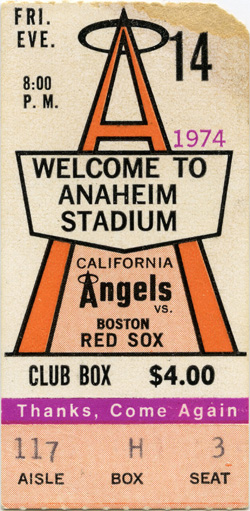 FRI.
EVE.
14
8:00
P. M.
1974
WELCOME TO
ANAHEIM
STADIUM
CALIFORNIA
Angels
VS.
BOSTON
RED SOX
CLUB BOX $4.00
Thanks, Come Again
117 H 3
AISLE BOX SEAT